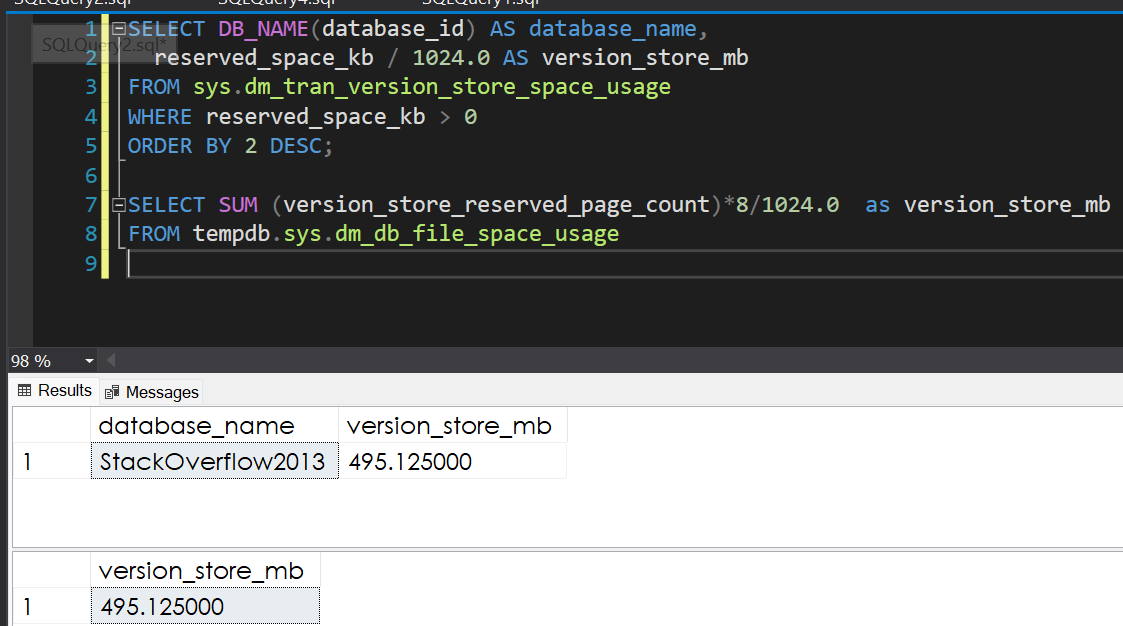 SQLQuery2.sql SQLQuery4.sql SQLQuery1.sql
SQLQuery2.sql*
1 SELECT DB_NAME(database_id) AS database_name,
2 reserved_space_kb / 1024.0 AS version_store_mb
3 FROM sys.dm_tran_version_store_space_usage
4 WHERE reserved_space_kb > 0
5 ORDER BY 2 DESC;
6
7 SELECT SUM (version_store_reserved_page_count)*8/1024.0 as version_store_mb
8 FROM tempdb.sys.dm_db_file_space_usage
9
98 %
Results Messages
database_name version_store_mb
1 StackOverflow2013 495.125000
version_store_mb
1 495.125000